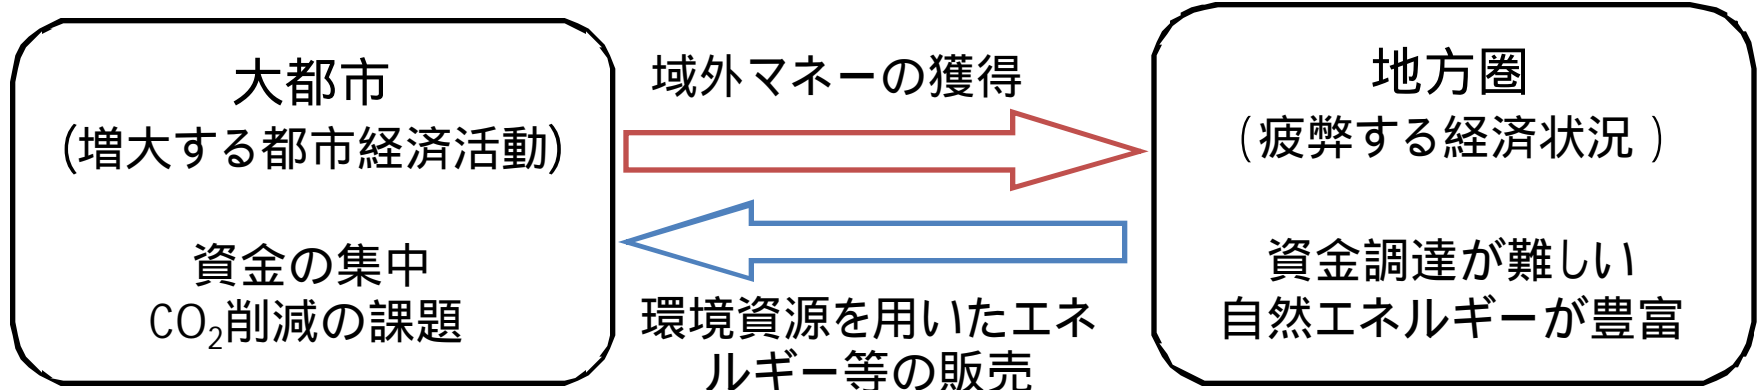 大都市
(増大する都市経済活動)
資金の集中
CO₂削減の課題
域外マネーの獲得
環境資源を用いたエネ
ルギー等の販売
地方圏
(疲弊する経済状況 )
資金調達が難しい
自然エネルギーが豊富